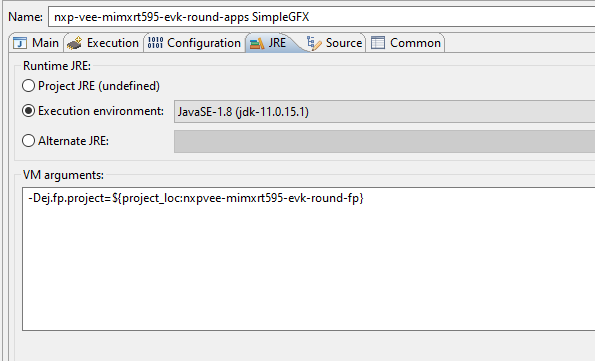 Name: nxp-vee-mimxrt595-evk-round-apps SimpleGFX
Main Execution Configuration JRE Source Common
Runtime JRE:
Project JRE (undefined)
Execution environment: JavaSE-1.8 (jdk-11.0.15.1)
Alternate JRE:
VM arguments:
-Dej.fp.project=${project_loc:nxpvee-mimxrt595-evk-round-fp}